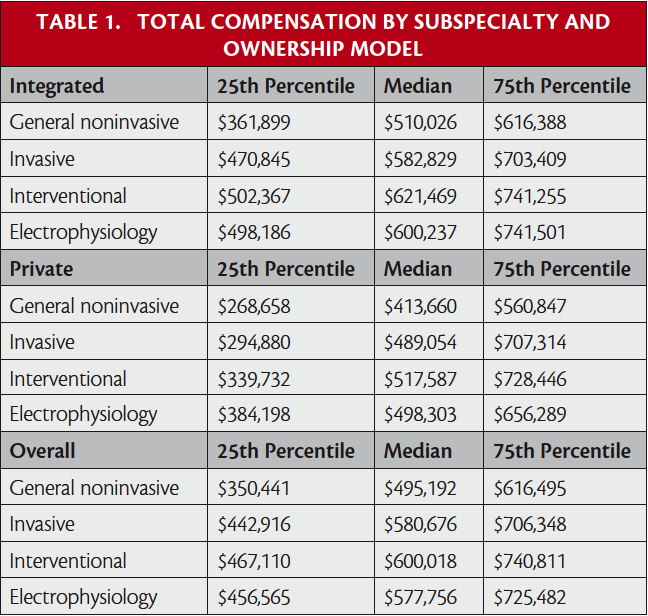 TABLE 1. TOTAL COMPENSATION BY SUBSPECIALTY AND
OWNERSHIP MODEL
Integrated 25th Percentile Median 75th Percentile
General noninvasive $361,899 $510,026 $616,388
Invasive $470,845 $582,829 $703,409
Interventional $502,367 $621,469 $741,255
Electrophysiology $498,186 $600,237 $741,501
Private 25th Percentile Median 75th Percentile
General noninvasive $268,658 $413,660 $560,847
Invasive $294,880 $489,054 $707,314
Interventional $339,732 $517,587 $728,446
Electrophysiology $384,198 $498,303 $656,289
Overall 25th Percentile Median 75th Percentile
General noninvasive $350,441 $495,192 $616,495
Invasive $442,916 $580,676 $706,348
Interventional $467,110 $600,018 $740,811
Electrophysiology $456,565 $577,756 $725,482